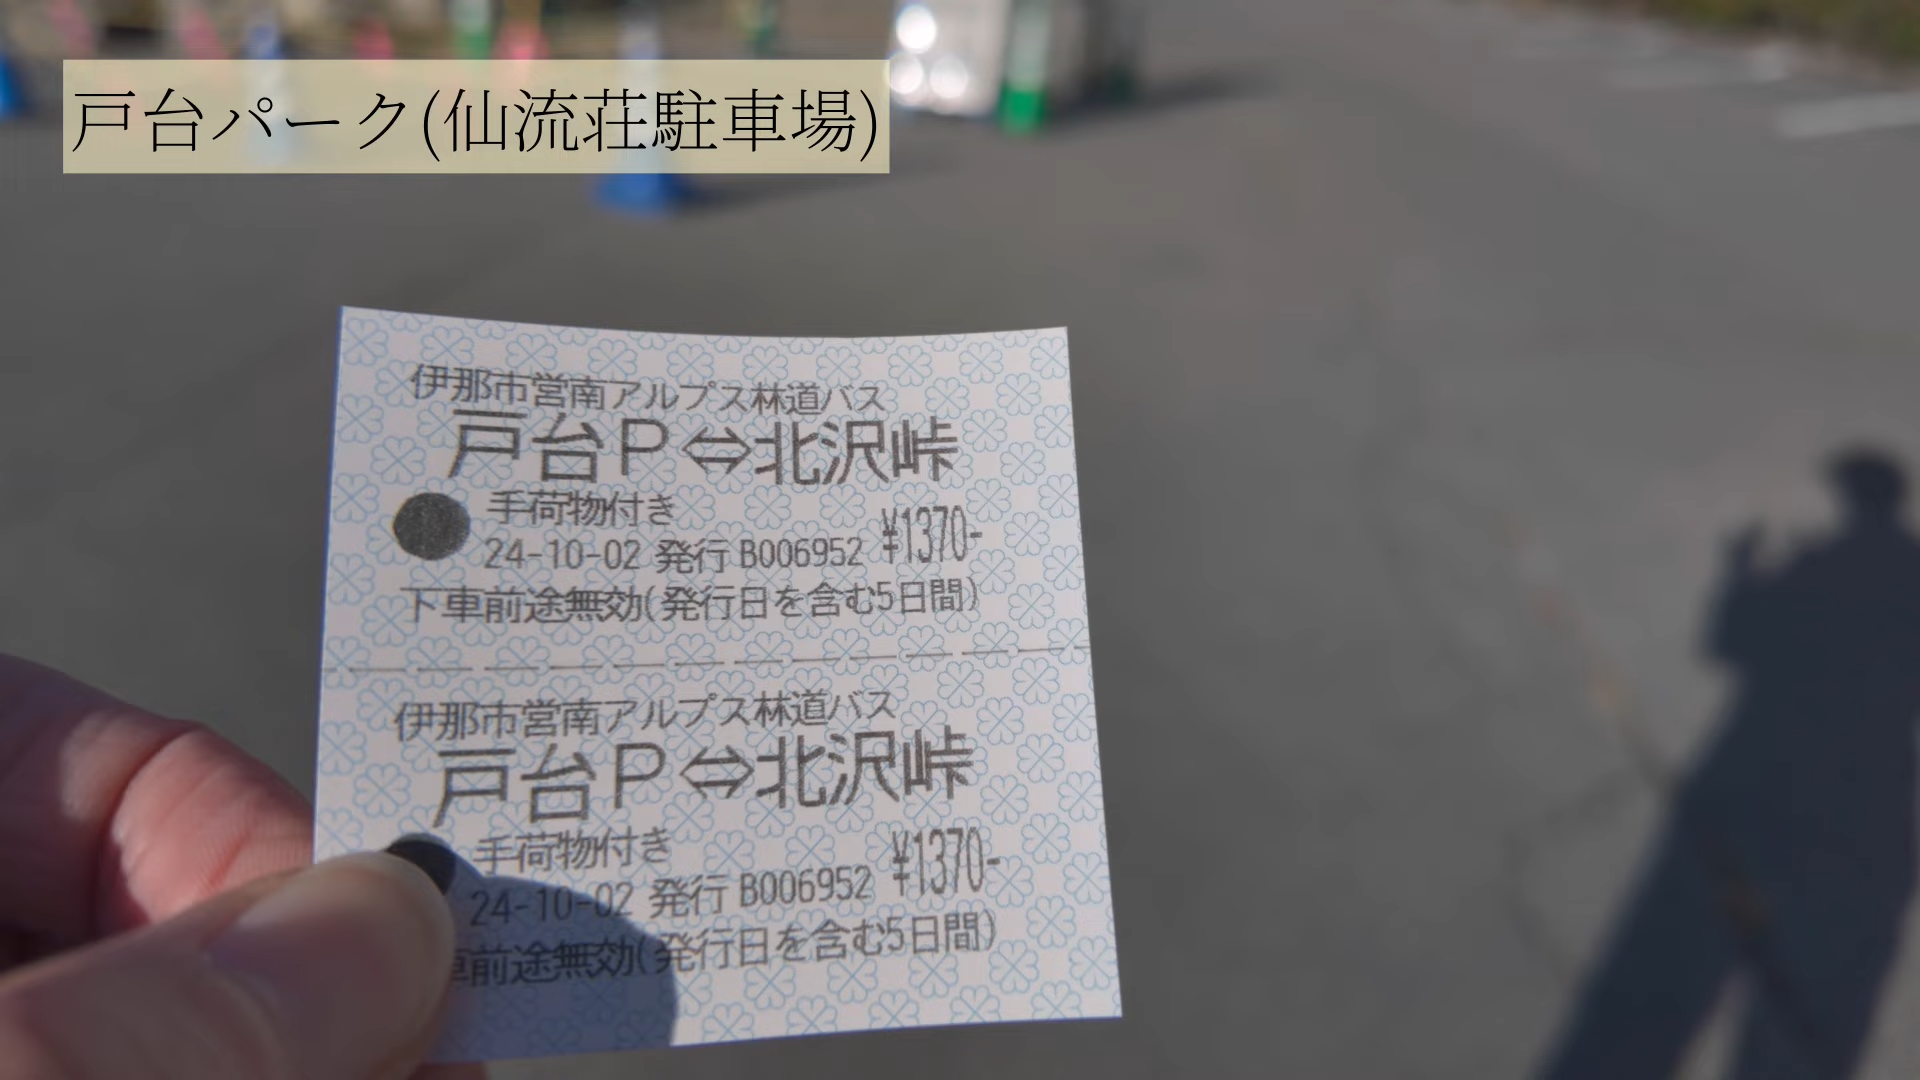 戸台パーク(仙流荘駐車場)
伊那市営南アルプス林道バス
戸台P⇔北沢峠
手荷物付き
¥1370-
24-10-02 発行 B006952
下車前途無効(発行日を含む5日間)
伊那市営南アルプス林道バス
戸台P⇔北沢峠
手荷物付き
¥1370-
24-10-02 発行 B006952
車前途無効(発行日を含む5日間)